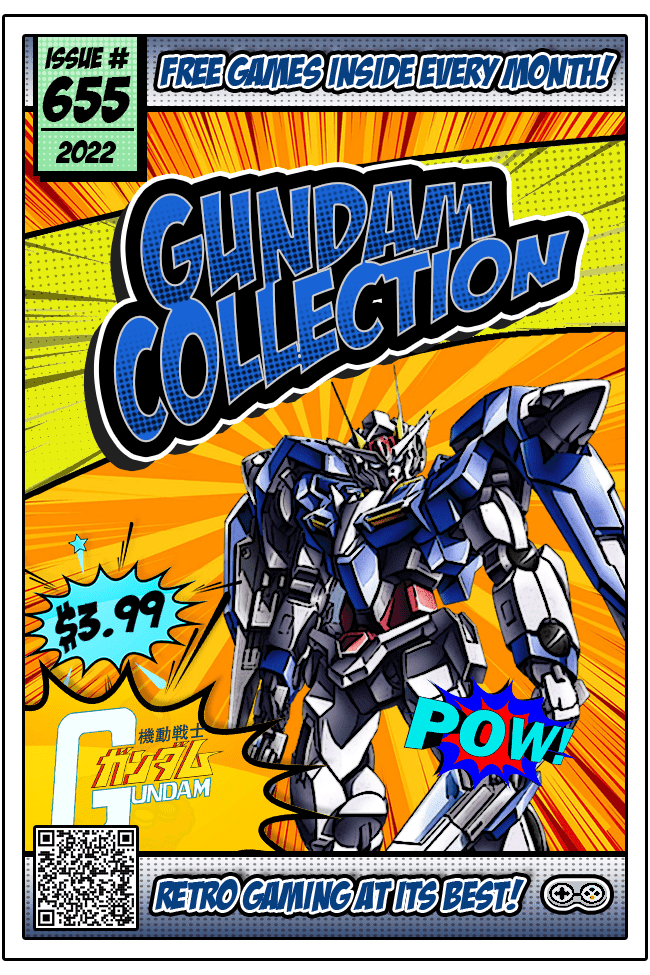 ISSUE #
655
2022
FREE GAMES INSIDE EVERY MONTH!
GUNDAM
COLLECTION
$3.99
機動戦士
ガンダム
GUNDAM
POW!
RETRO GAMING AT ITS BEST!